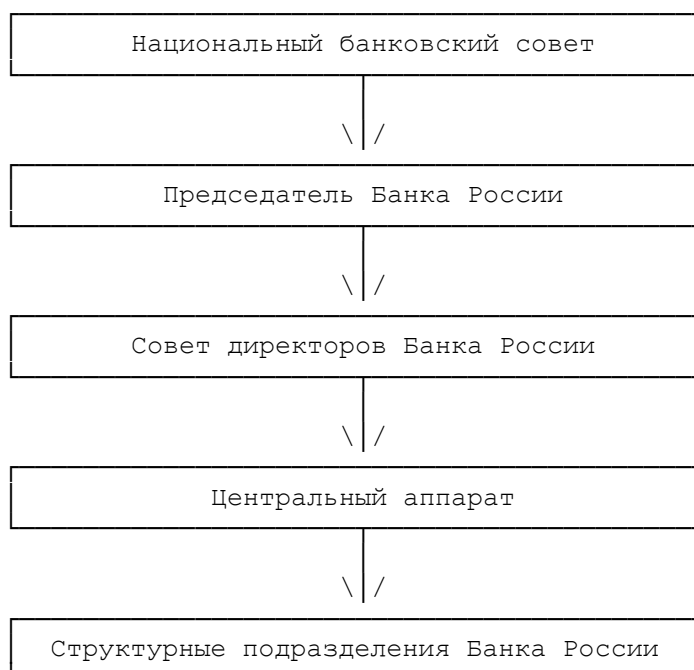 Национальный банковский совет
Председатель Банка России
Совет директоров Банка России
Центральный аппарат
Структурные подразделения Банка России